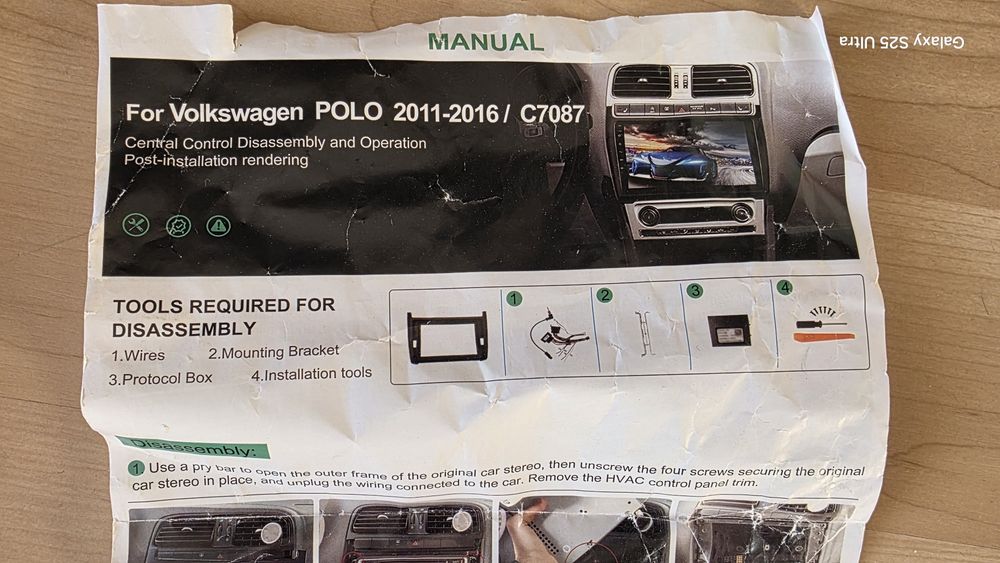 MANUAL
Galaxy S25 Ultra
For Volkswagen POLO 2011-2016 / C7087
Central Control Disassembly and Operation
Post-installation rendering
TOOLS REQUIRED FOR
DISASSEMBLY
1.Wires 2.Mounting Bracket
3.Protocol Box 4.Installation tools
1 2 3 4
Disassembly:
1 Use a pry bar to open the outer frame of the original car stereo, then unscrew the four screws securing the original
car stereo in place, and unplug the wiring connected to the car. Remove the HVAC control panel trim.